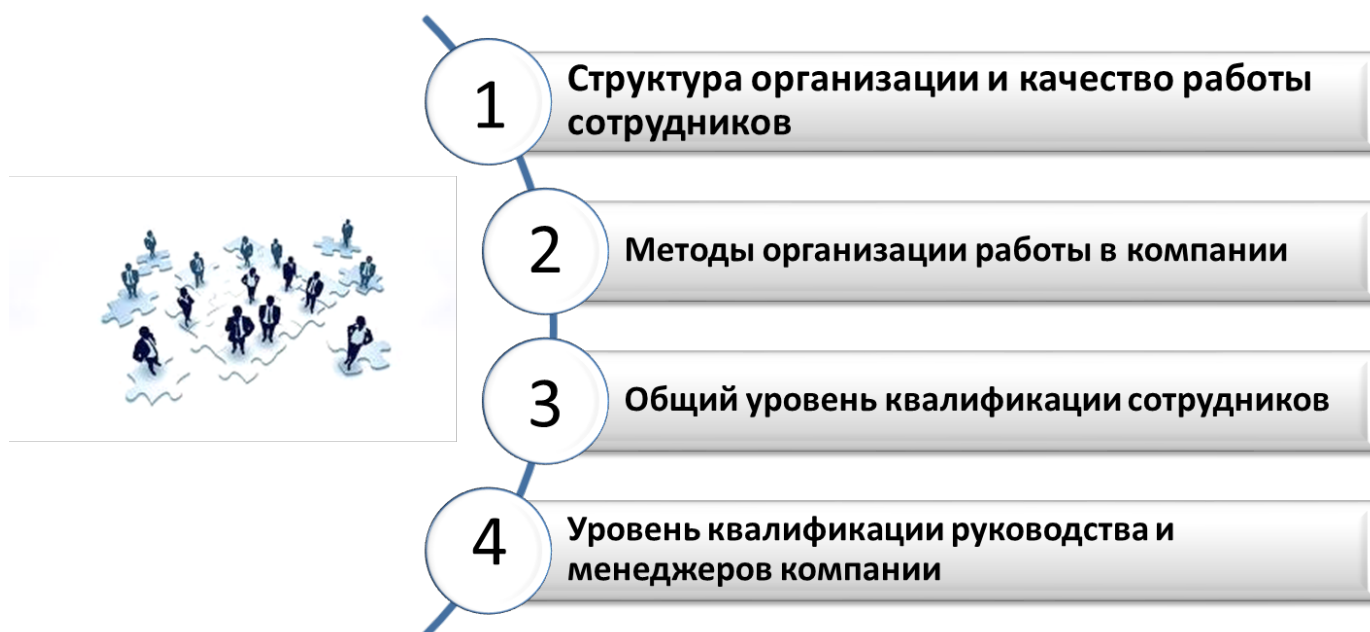 1
Структура организации и качество работы
сотрудников
2
Методы организации работы в компании
3
Общий уровень квалификации сотрудников
4
Уровень квалификации руководства и
менеджеров компании